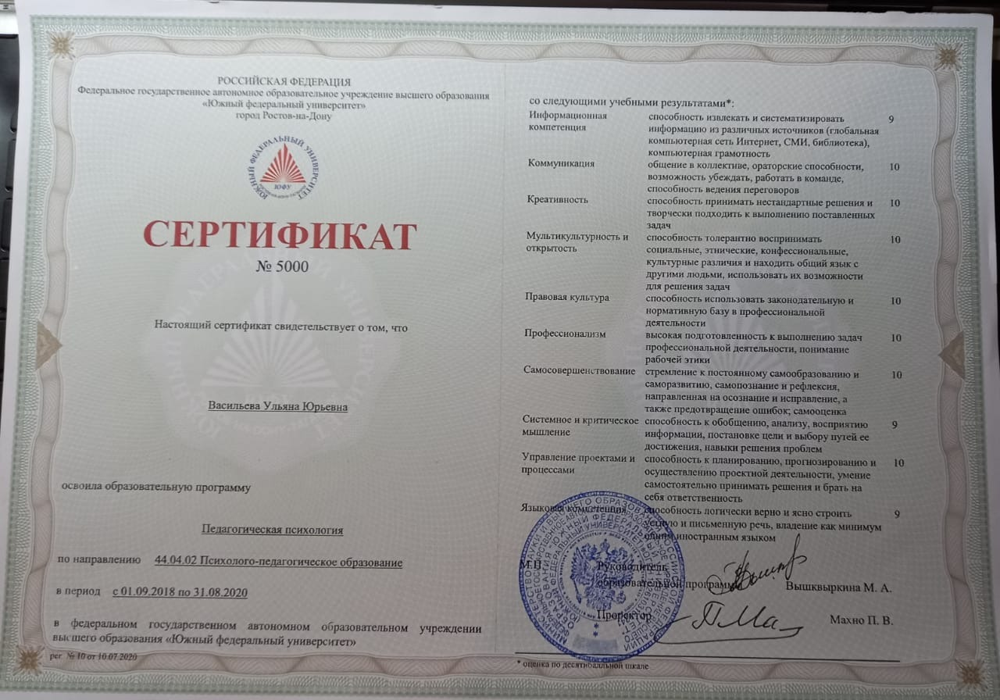 РОССИЙСКАЯ ФЕДЕРАЦИЯ
Федеральное государственное автономное образовательное учреждение высшего образования
«Южный федеральный университет»
город Ростов-на-Дону
ЮЖНЫЙ ФЕДЕРАЛЬНЫЙ УНИВЕРСИТЕТ
ЮФУ
СЕРТИФИКАТ
№ 5000
Настоящий сертификат свидетельствует о том, что
Васильева Ульяна Юрьевна
освоила образовательную программу
Педагогическая психология
по направлению 44.04.02 Психолого-педагогическое образование
в период с 01.09.2018 по 31.08.2020
в федеральном государственном автономном образовательном учреждении
высшего образования «Южный федеральный университет»
рег. № 10 от 10.07.2020
со следующими учебными результатами*:
Информационная способность извлекать и систематизировать 9
компетенция информацию из различных источников (глобальная
компьютерная сеть Интернет, СМИ, библиотека),
компьютерная грамотность
Коммуникация общение в коллективе, ораторские способности, 10
возможность убеждать, работать в команде,
способность ведения переговоров
Креативность способность принимать нестандартные решения и 10
творчески подходить к выполнению поставленных
задач
Мультикультурность и способность толерантно воспринимать 10
открытость социальные, этнические, конфессиональные,
культурные различия и находить общий язык с
другими людьми, использовать их возможности
для решения задач
Правовая культура способность использовать законодательную и 10
нормативную базу в профессиональной
деятельности
Профессионализм высокая подготовленность к выполнению задач 10
профессиональной деятельности, понимание
рабочей этики
Самосовершенствование стремление к постоянному самообразованию и 10
саморазвитию, самопознание и рефлексия,
направленная на осознание и исправление, а
также предотвращение ошибок; самооценка
Системное и критическое способность к обобщению, анализу, восприятию 9
мышление информации, постановке цели и выбору путей ее
достижения, навыки решения проблем
Управление проектами и способность к планированию, прогнозированию и 10
процессами осуществлению проектной деятельности, умение
самостоятельно принимать решения и брать на
себя ответственность
Языковая компетенция способность логически верно и ясно строить 9
устную и письменную речь, владение как минимум
одним иностранным языком
М.П. Руководитель
образовательной программы Вышквыркина М. А.
Проректор Махно П. В.
* оценка по десятибалльной шкале